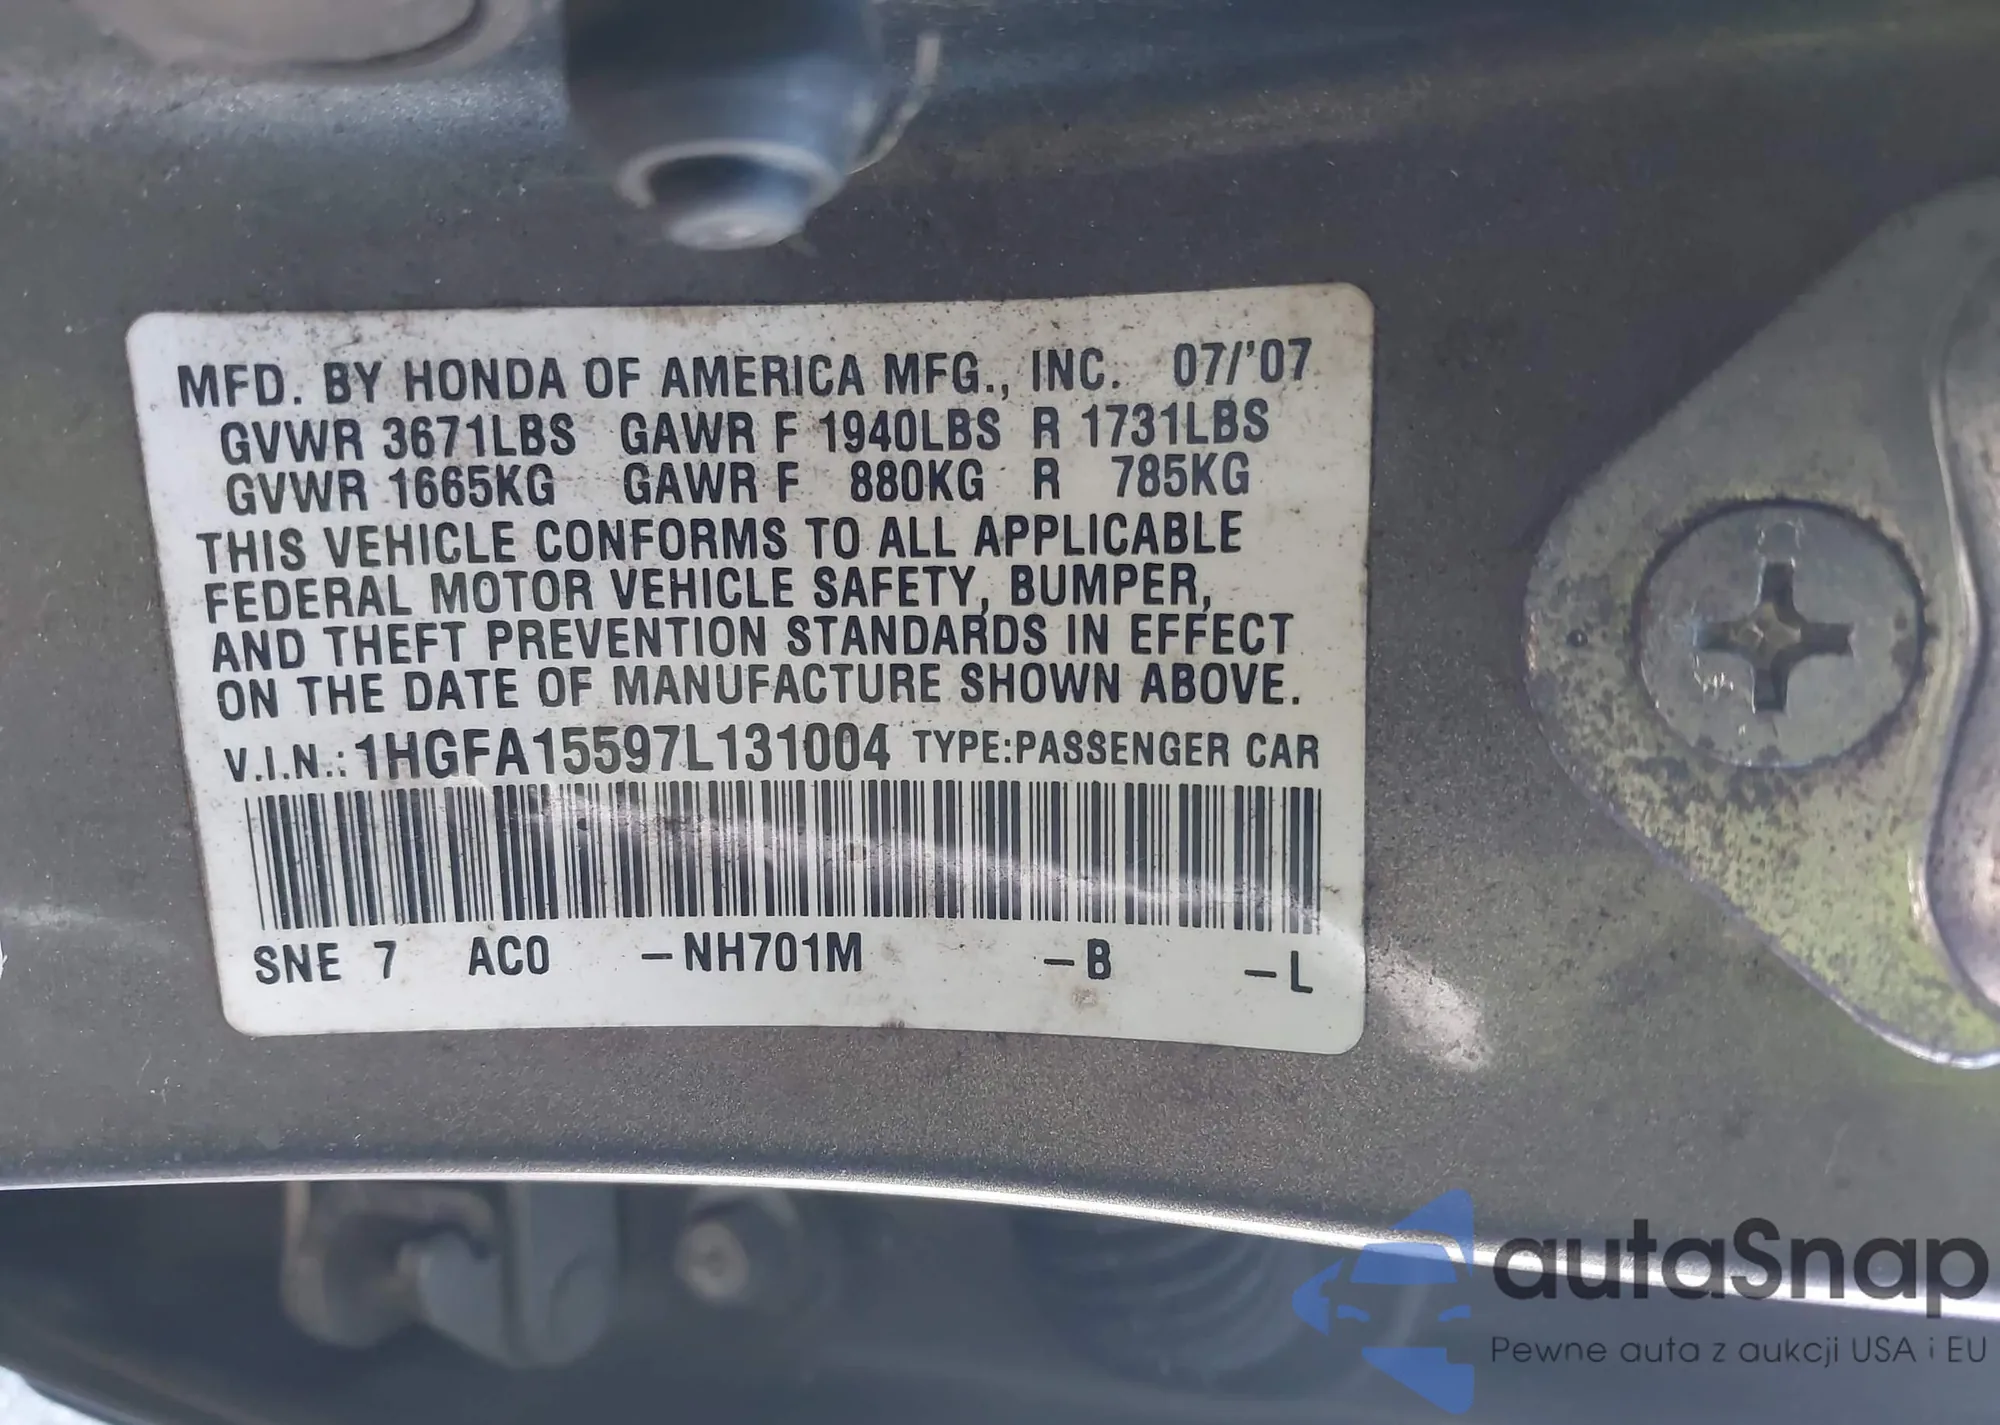 MFD. BY HONDA OF AMERICA MFG., INC. 07/'07
GVWR 3671LBS GAWR F 1940LBS R 1731LBS
GVWR 1665KG GAWR F 880KG R 785KG
THIS VEHICLE CONFORMS TO ALL APPLICABLE
FEDERAL MOTOR VEHICLE SAFETY, BUMPER,
AND THEFT PREVENTION STANDARDS IN EFFECT
ON THE DATE OF MANUFACTURE SHOWN ABOVE.
V.I.N.: 1HGFA15597L131004 TYPE:PASSENGER CAR
SNE 7 AC0 –NH701M –B –L
autaSnap
Pewne auta z aukcji USA i EU